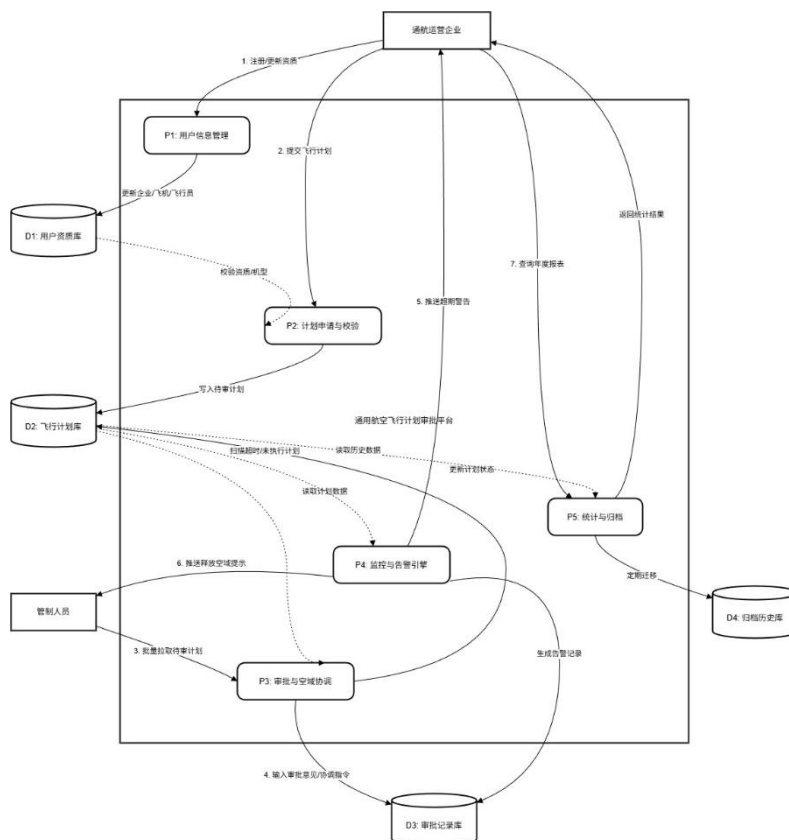 通航运营企业
1. 注册/更新资质
P1: 用户信息管理
2. 提交飞行计划
更新企业/飞机/飞行员
D1: 用户资质库
返回统计结果
校验资质/机型
7. 查询年度报表
5. 推送超期警告
P2: 计划申请与校验
写入待审计划
通用航空飞行计划审批平台
D2: 飞行计划库
扫描超时/未执行计划
读取历史数据
更新计划状态
读取计划数据
P5: 统计与归档
6. 推送释放空域提示
P4: 监控与告警引擎
定期迁移
管制人员
D4: 归档历史库
3. 批量拉取待审计划
生成告警记录
P3: 审批与空域协调
4. 输入审批意见/协调指令
D3: 审批记录库